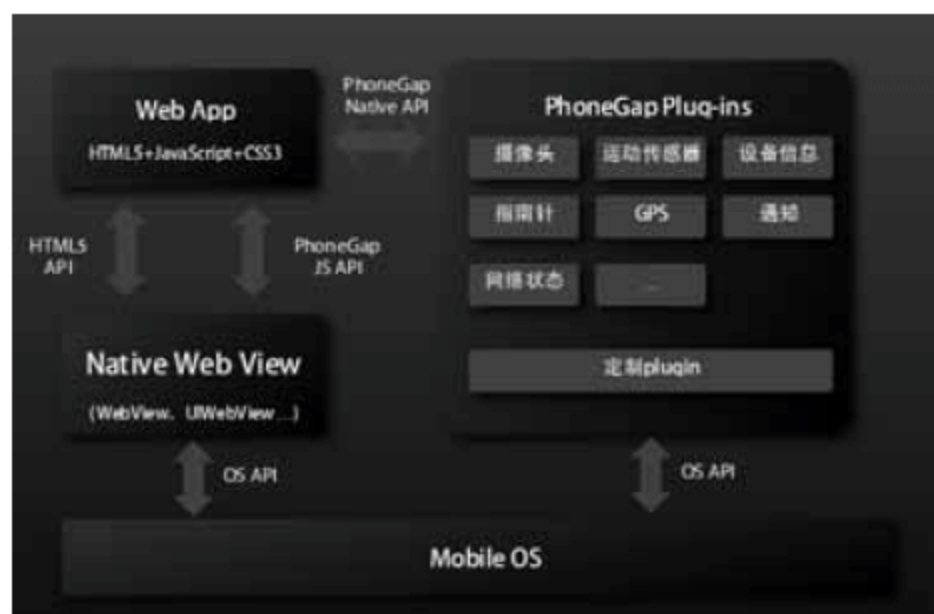 Web App
HTML5+JavaScript+CSS3
PhoneGap
Native API
PhoneGap Plug-ins
摄像头
运动传感器
设备信息
指南针
GPS
通知
网络状态
...
定制plugin
HTML5
API
PhoneGap
JS API
Native Web View
(WebView、UIWebView....)
OS API
OS API
Mobile OS